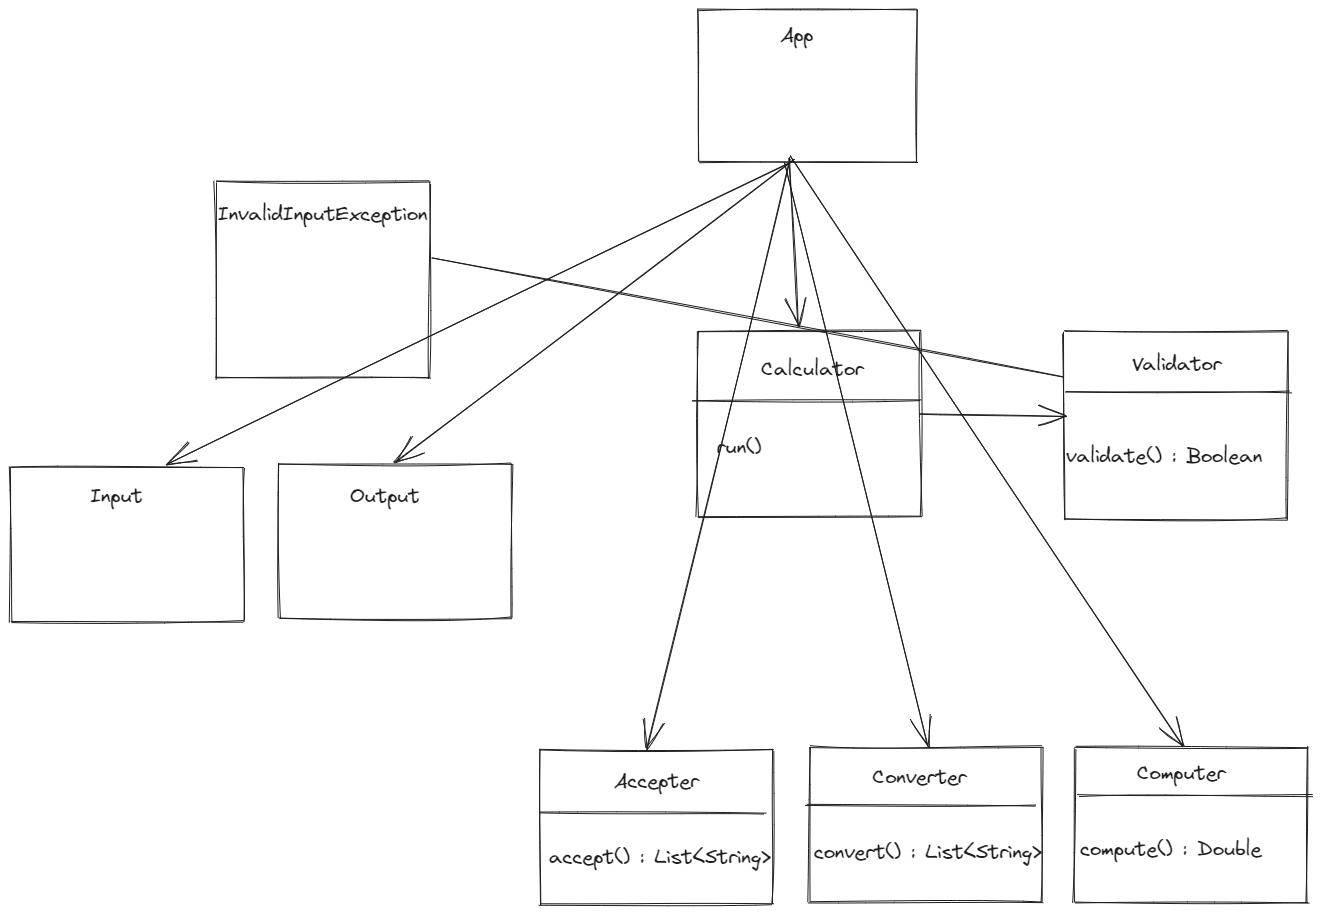 App
InvalidInputException
Calculator
run()
Validator
validate() : Boolean
Input
Output
Accepter
accept() : List<String>
Converter
convert() : List<String>
Computer
compute() : Double